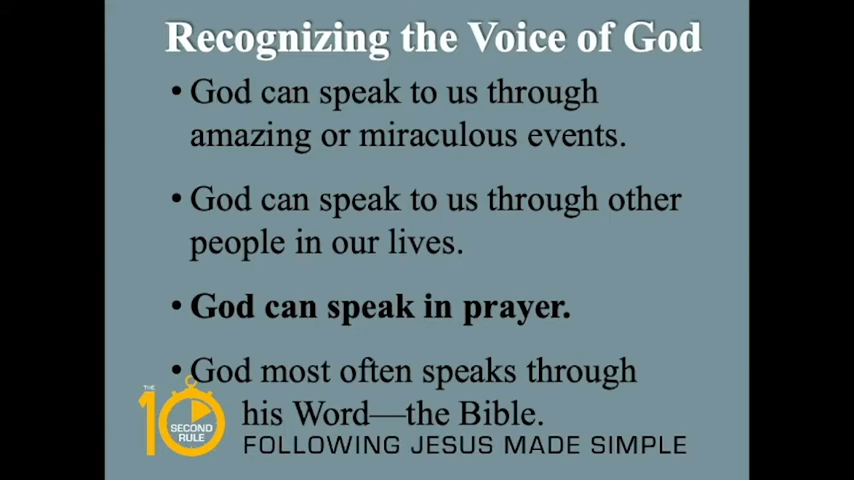 Recognizing the Voice of God
• God can speak to us through
amazing or miraculous events.
• God can speak to us through other
people in our lives.
• God can speak in prayer.
• God most often speaks through
his Word—the Bible.
THE
10
SECOND
RULE
FOLLOWING JESUS MADE SIMPLE